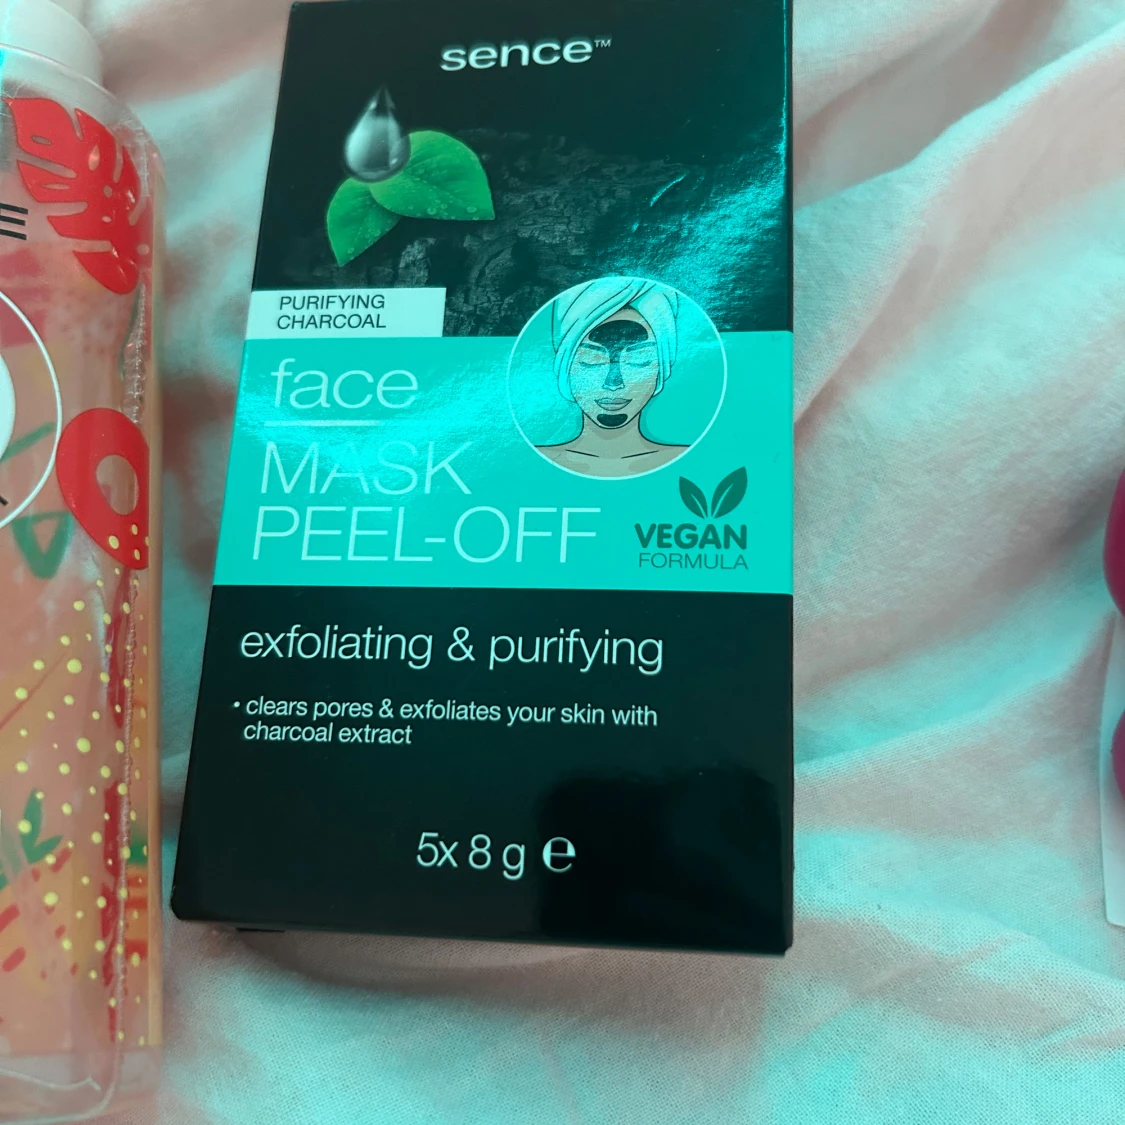 sence™
PURIFYING
CHARCOAL
face
MASK
PEEL-OFF
VEGAN
FORMULA
exfoliating & purifying
• clears pores & exfoliates your skin with
charcoal extract
5x 8 g e